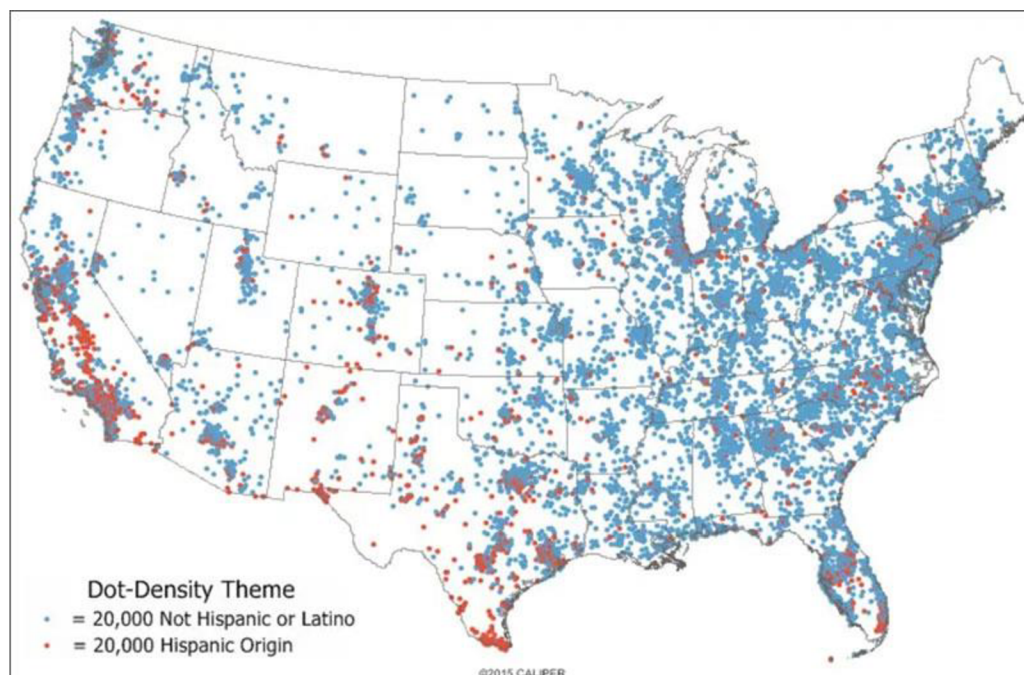 Dot-Density Theme
= 20,000 Not Hispanic or Latino
= 20,000 Hispanic Origin
©2015 CALIPER